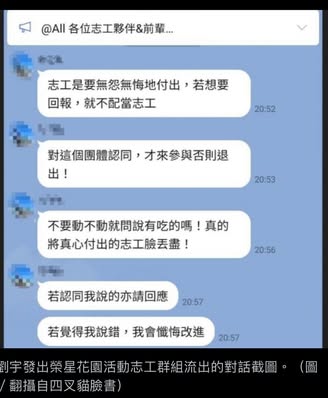 @All 各位志工夥伴&前輩...
志工是要無怨無悔地付出，若想要
回報，就不配當志工
20:52
對這個團體認同，才來參與否則退
出！
20:53
不要動不動就問說有吃的嗎！真的
將真心付出的志工臉丟盡！
20:56
若認同我說的亦請回應
20:57
若覺得我說錯，我會懺悔改進
20:57
劉宇發出榮星花園活動志工群組流出的對話截圖。（圖
/ 翻攝自四叉貓臉書）